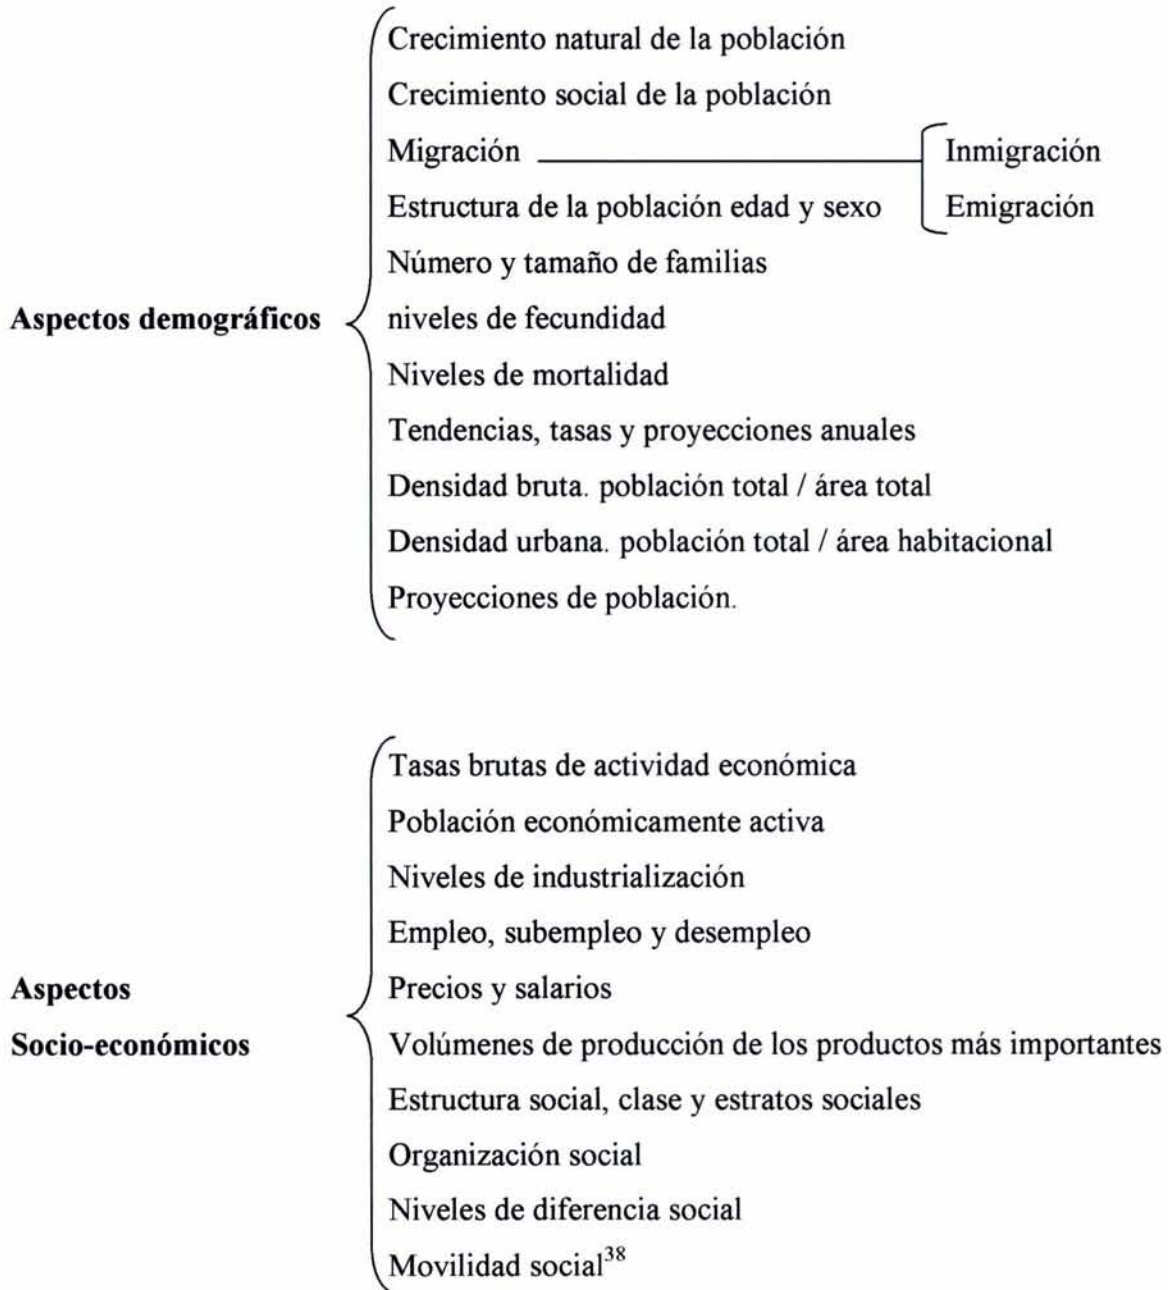 Crecimiento natural de la población
Crecimiento social de la población
Migración Inmigración
Estructura de la población edad y sexo Emigración
Número y tamaño de familias
Aspectos demográficos niveles de fecundidad
Niveles de mortalidad
Tendencias, tasas y proyecciones anuales
Densidad bruta. población total / área total
Densidad urbana. población total / área habitacional
Proyecciones de población.
Tasas brutas de actividad económica
Población económicamente activa
Niveles de industrialización
Empleo, subempleo y desempleo
Aspectos Precios y salarios
Socio-económicos Volúmenes de producción de los productos más importantes
Estructura social, clase y estratos sociales
Organización social
Niveles de diferencia social
Movilidad social³⁸